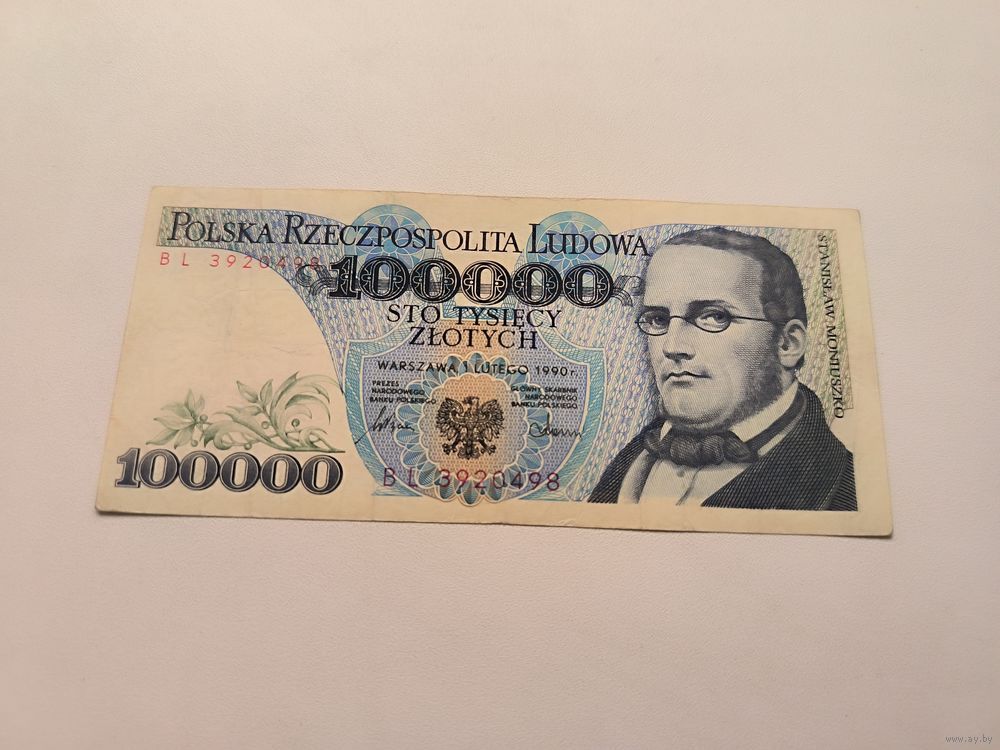 POLSKA RZECZPOSPOLITA LUDOWA
BL 3920498
100000
STO TYSIĘCY
ZŁOTYCH
WARSZAWA 1 LUTEGO 1990 r.
PREZES
NARODOWEGO
BANKU POLSKIEGO
GŁÓWNY SKARBNIK
NARODOWEGO
BANKU POLSKIEGO
100000
BL 3920498
STANISŁAW MONIUSZKO
www.ay.by